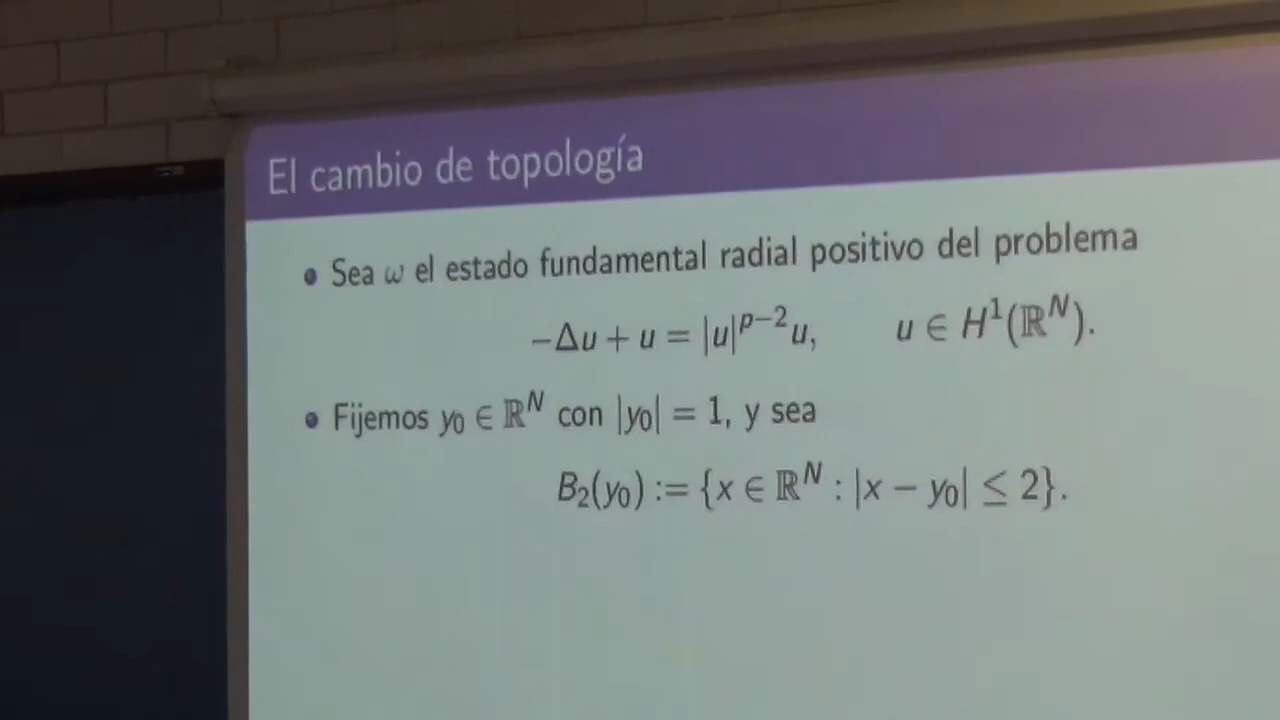 El cambio de topología
• Sea ω el estado fundamental radial positivo del problema
−Δu + u = |u|^{p−2}u, u ∈ H^1(ℝ^N).
• Fijemos y_0 ∈ ℝ^N con |y_0| = 1, y sea
B_2(y_0) := {x ∈ ℝ^N : |x − y_0| ≤ 2}.